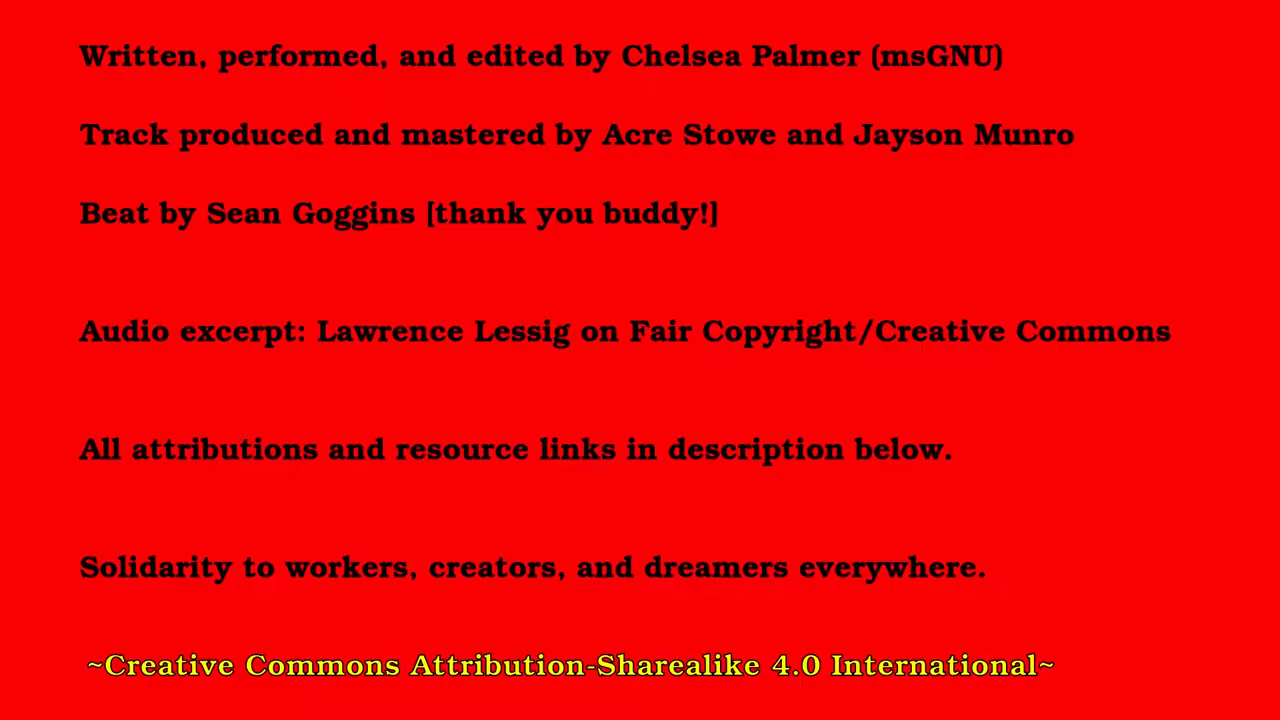 Written, performed, and edited by Chelsea Palmer (msGNU)
Track produced and mastered by Acre Stowe and Jayson Munro
Beat by Sean Goggins [thank you buddy!]
Audio excerpt: Lawrence Lessig on Fair Copyright/Creative Commons
All attributions and resource links in description below.
Solidarity to workers, creators, and dreamers everywhere.
~Creative Commons Attribution-Sharealike 4.0 International~